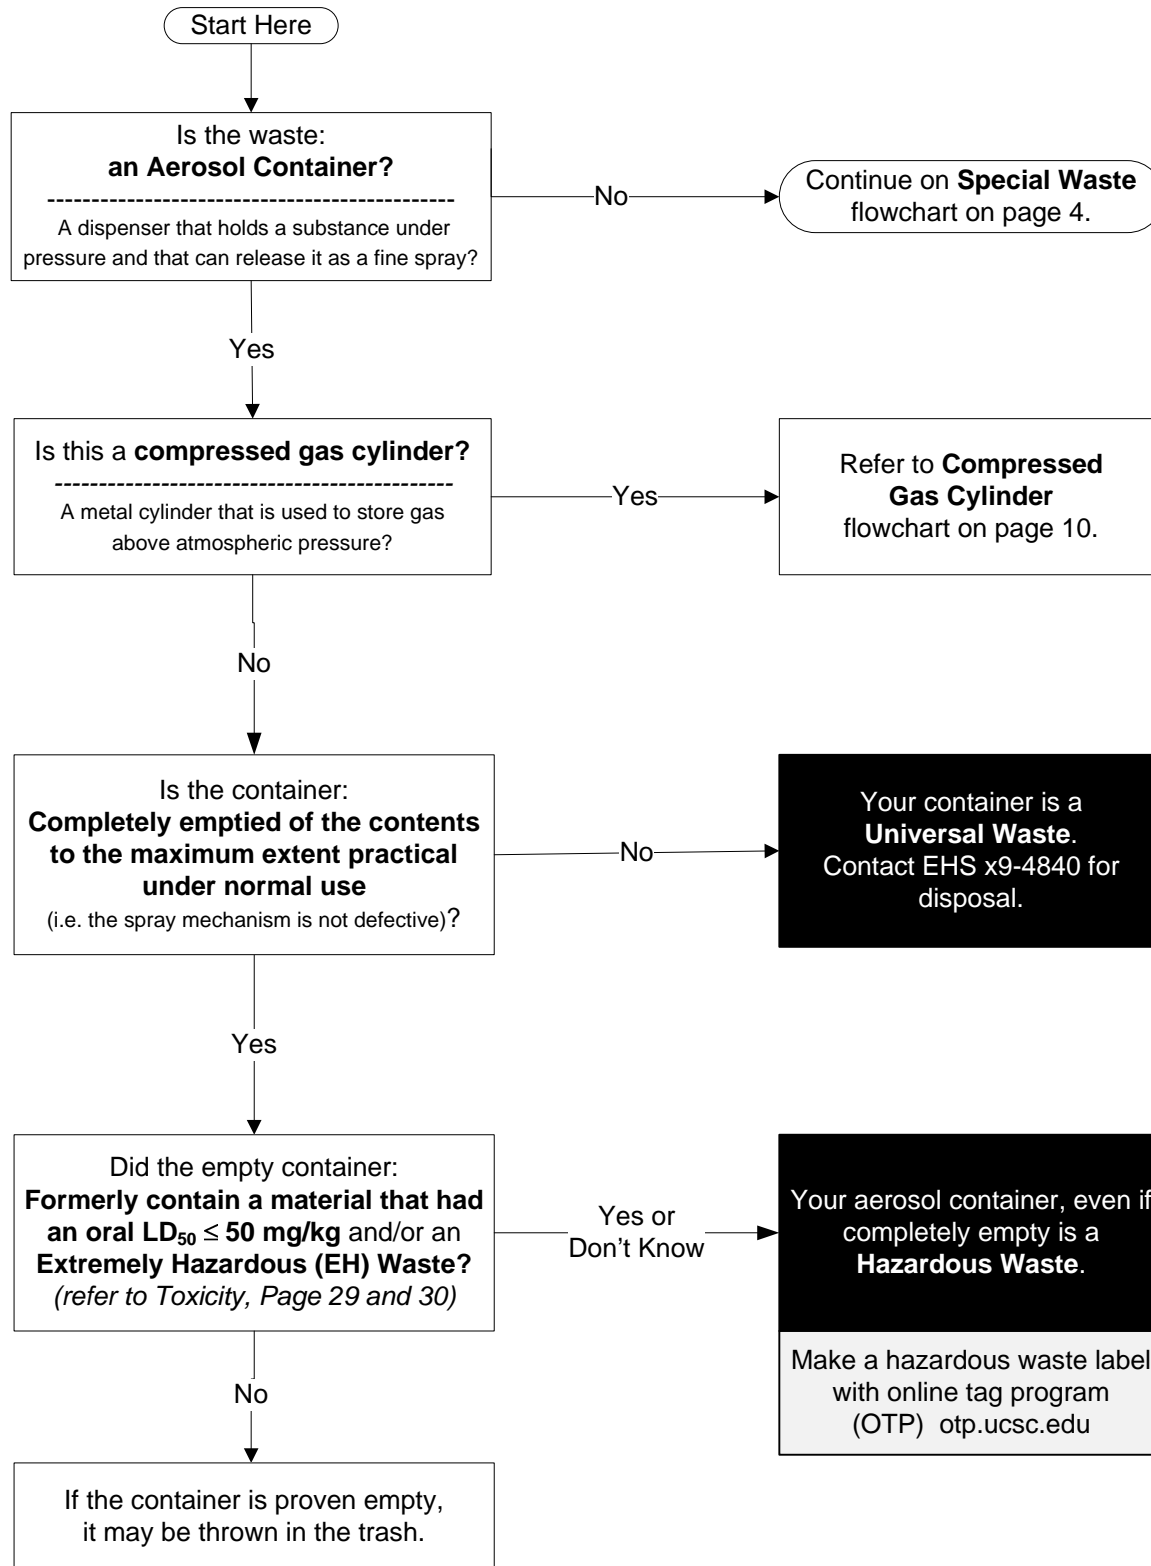 Start Here
Is the waste:
an Aerosol Container?
----------------------------------------------
A dispenser that holds a substance under
pressure and that can release it as a fine spray?
No
Continue on Special Waste
flowchart on page 4.
Yes
Is this a compressed gas cylinder?
---------------------------------------------
A metal cylinder that is used to store gas
above atmospheric pressure?
Yes
Refer to Compressed
Gas Cylinder
flowchart on page 10.
No
Is the container:
Completely emptied of the contents
to the maximum extent practical
under normal use
(i.e. the spray mechanism is not defective)?
No
Your container is a
Universal Waste.
Contact EHS x9-4840 for
disposal.
Yes
Did the empty container:
Formerly contain a material that had
an oral LD₅₀ ≤ 50 mg/kg and/or an
Extremely Hazardous (EH) Waste?
(refer to Toxicity, Page 29 and 30)
Yes or
Don’t Know
Your aerosol container, even if
completely empty is a
Hazardous Waste.
Make a hazardous waste label
with online tag program
(OTP) otp.ucsc.edu
No
If the container is proven empty,
it may be thrown in the trash.